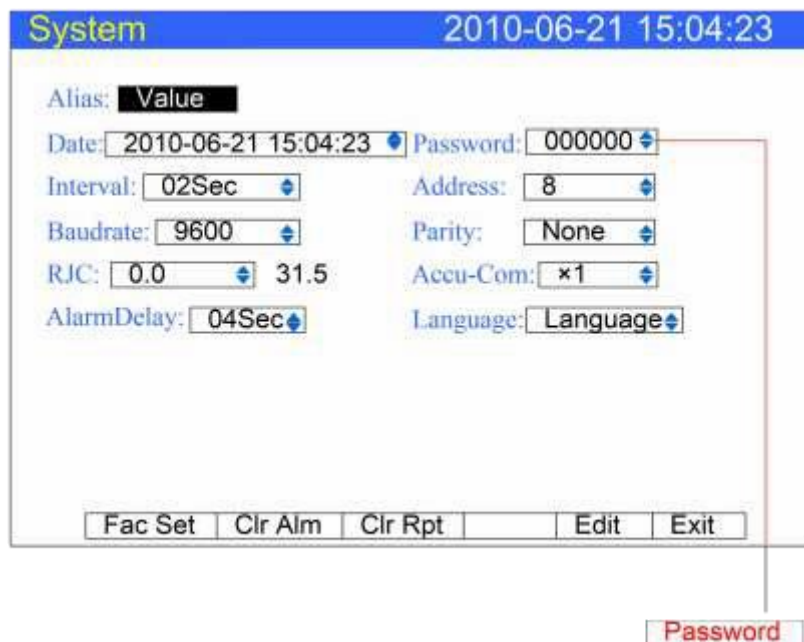 System 2010-06-21 15:04:23
Alias: Value
Date: 2010-06-21 15:04:23 Password: 000000
Interval: 02Sec Address: 8
Baudrate: 9600 Parity: None
RJC: 0.0 31.5 Accu-Com: ×1
AlarmDelay: 04Sec Language: Language
Fac Set Clr Alm Clr Rpt Edit Exit
Password